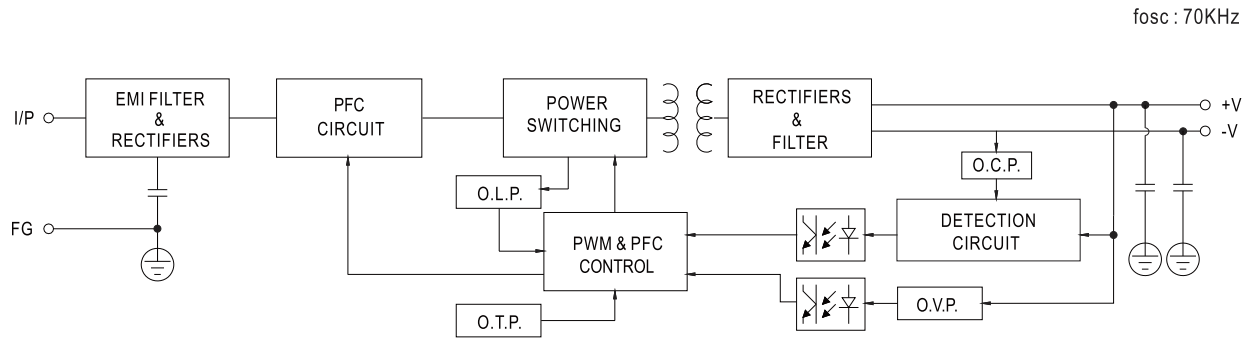 fosc : 70KHz
I/P
EMI FILTER
&
RECTIFIERS
PFC
CIRCUIT
POWER
SWITCHING
RECTIFIERS
&
FILTER
+V
-V
O.C.P.
O.L.P.
FG
PWM & PFC
CONTROL
DETECTION
CIRCUIT
O.T.P.
O.V.P.